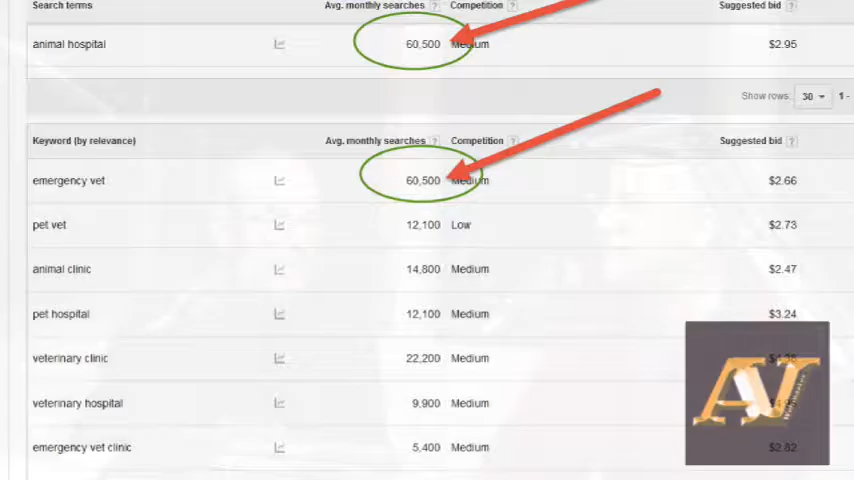 Search terms Avg. monthly searches ? Competition ? Suggested bid ?
animal hospital 60,500 Medium $2.95
Show rows: 30 1 -
Keyword (by relevance) Avg. monthly searches ? Competition ? Suggested bid ?
emergency vet 60,500 Medium $2.66
pet vet 12,100 Low $2.73
animal clinic 14,800 Medium $2.47
pet hospital 12,100 Medium $3.24
veterinary clinic 22,200 Medium
veterinary hospital 9,900 Medium
emergency vet clinic 5,400 Medium $2.82
AV